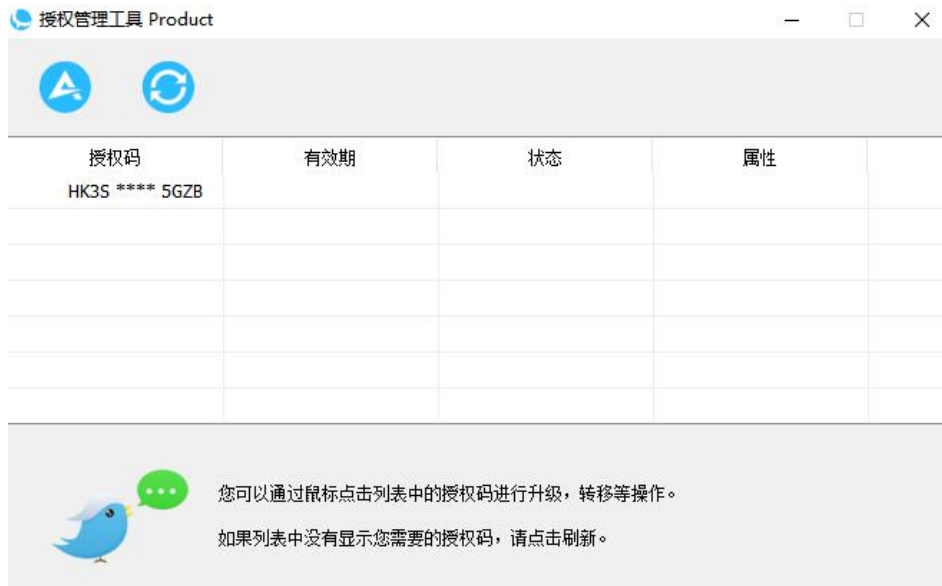 授权管理工具 Product
授权码 有效期 状态 属性
HK3S **** 5GZB
您可以通过鼠标点击列表中的授权码进行升级，转移等操作。
如果列表中没有显示您需要的授权码，请点击刷新。